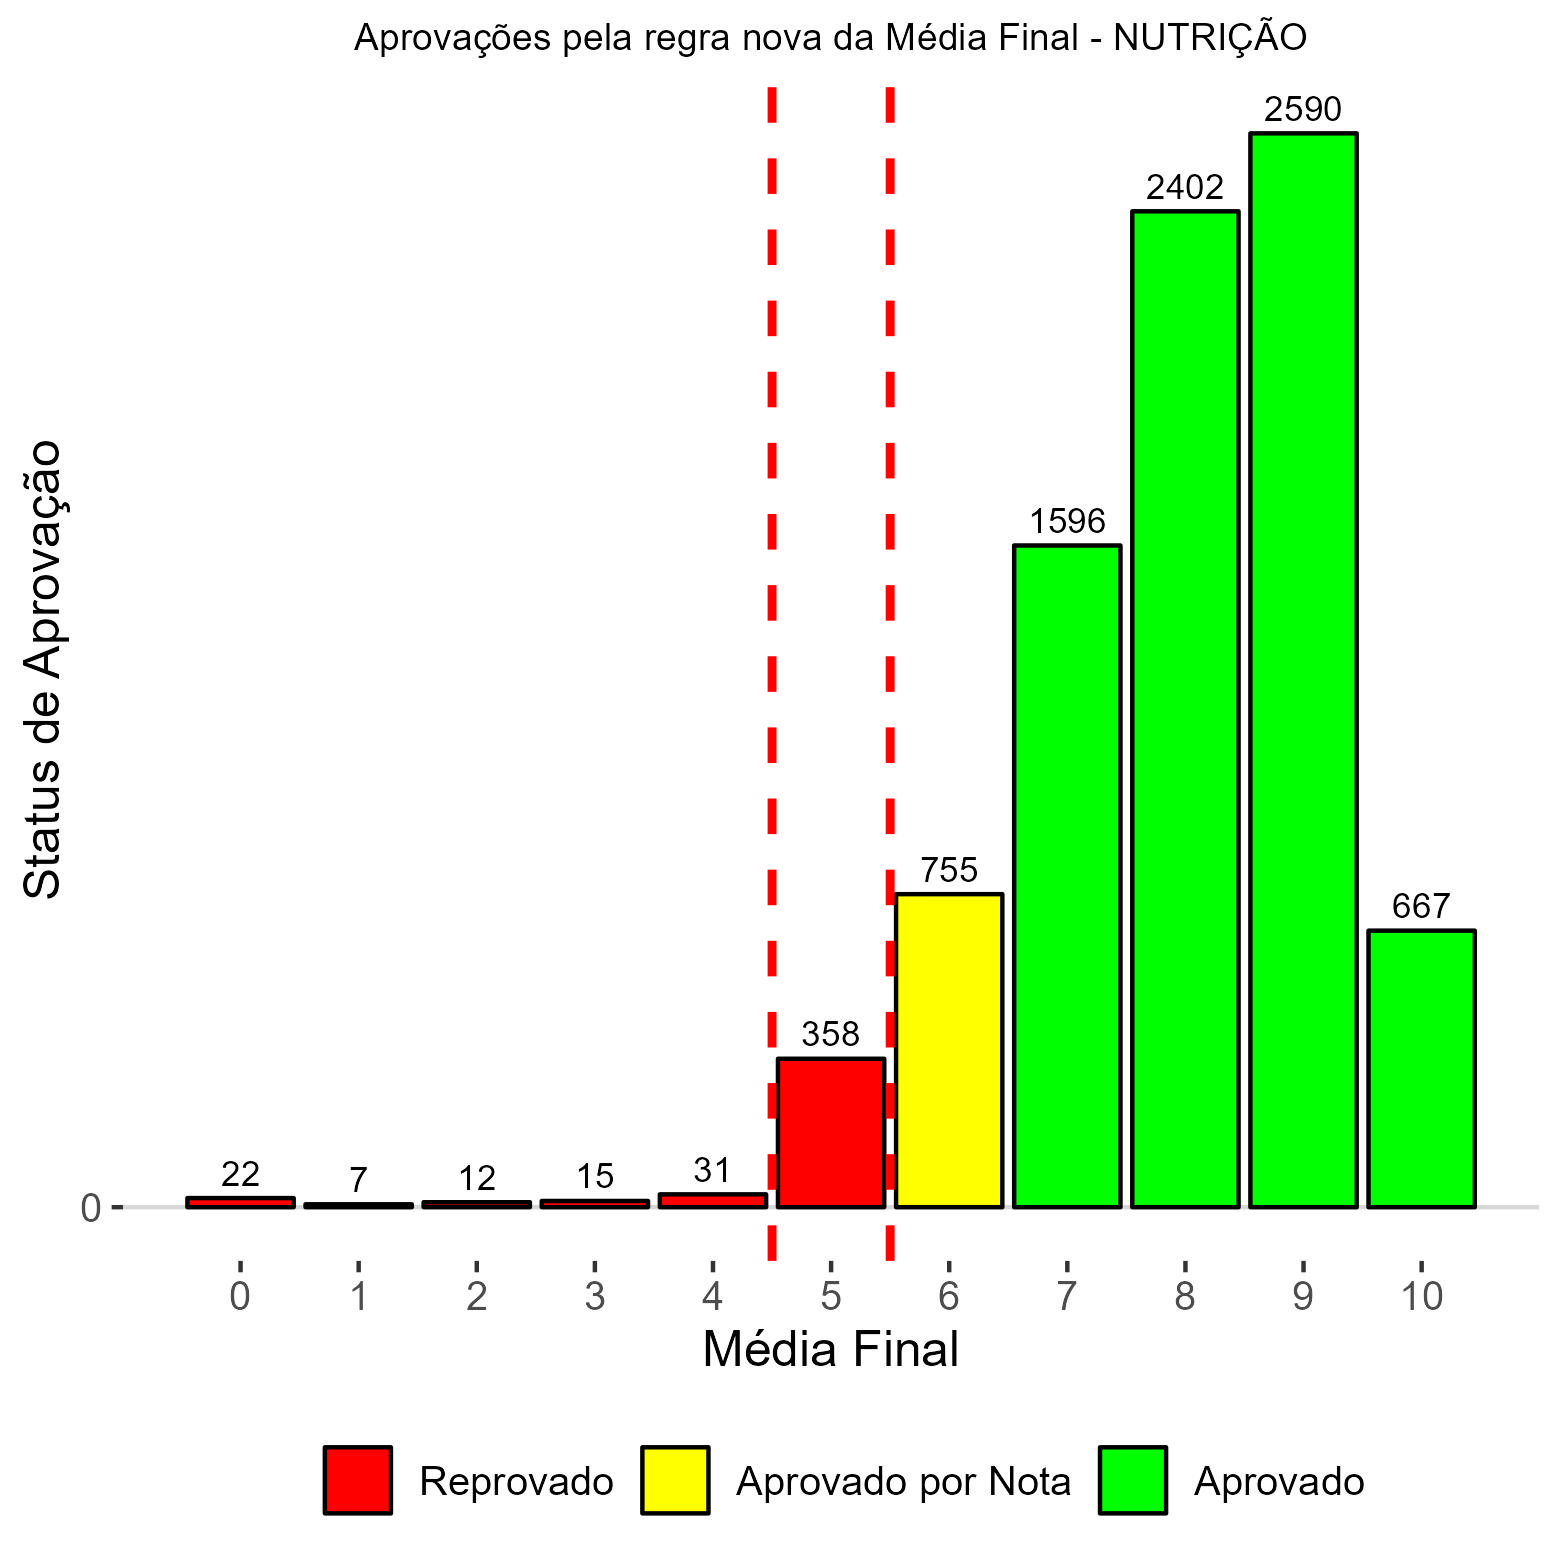 Aprovações pela regra nova da Média Final - NUTRIÇÃO
2590
2402
1596
755
667
358
22
7
12
15
31
Status de Aprovação
0
0 1 2 3 4 5 6 7 8 9 10
Média Final
Reprovado Aprovado por Nota Aprovado